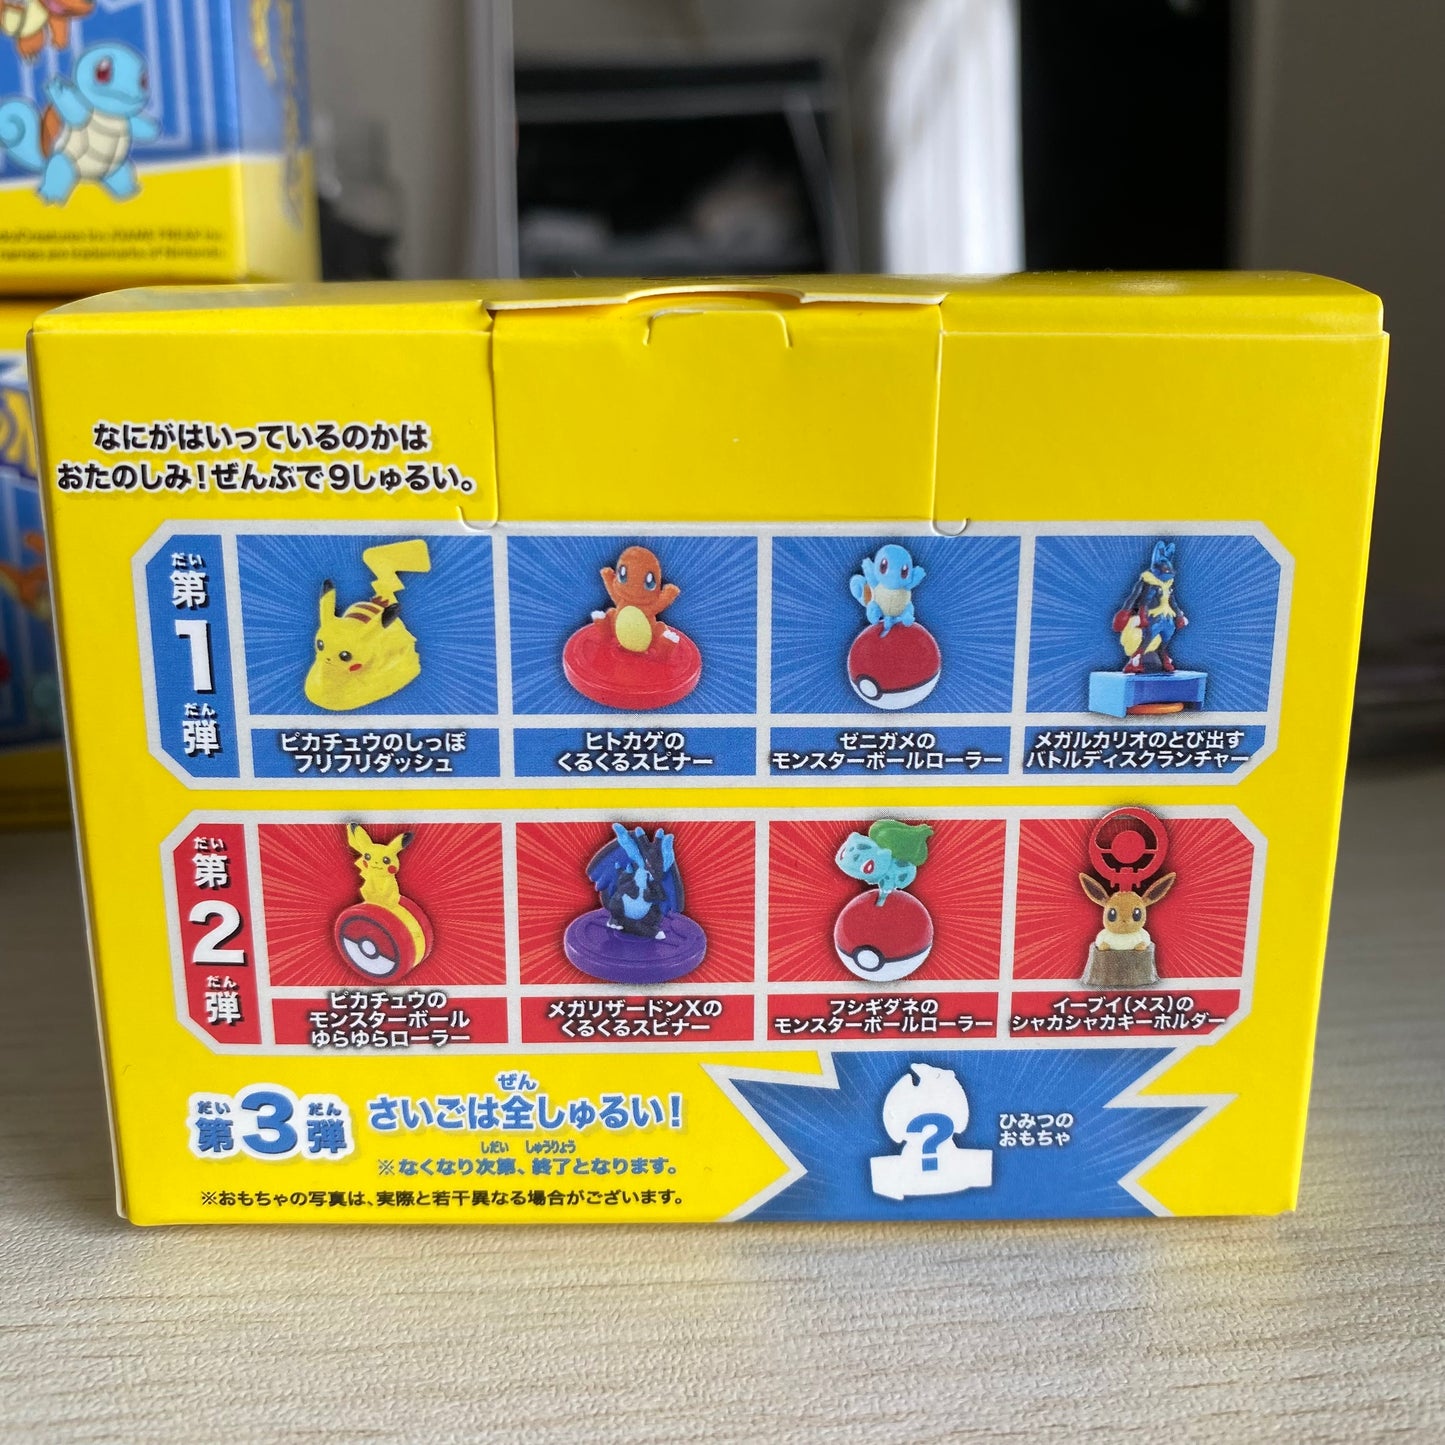 なにがはいっているのかは
おたのしみ!ぜんぶで9しゅるい。
だい
第
1
だん
弾
ピカチュウのしっぽ
フリフリダッシュ
ヒトカゲの
くるくるスピナー
ゼニガメの
モンスターボールローラー
メガルカリオのとび出す
バトルディスクランチャー
だい
第
2
だん
弾
ピカチュウの
モンスターボール
ゆらゆらローラー
メガリザードンXの
くるくるスピナー
フシギダネの
モンスターボールローラー
イーブイ(メス)の
シャカシャカキーホルダー
だい だん
第3弾
ぜん
さいごは全しゅるい!
しだい しゅうりょう
※なくなり次第、終了となります。
※おもちゃの写真は、実際と若干異なる場合がございます。
?
ひみつの
おもちゃ